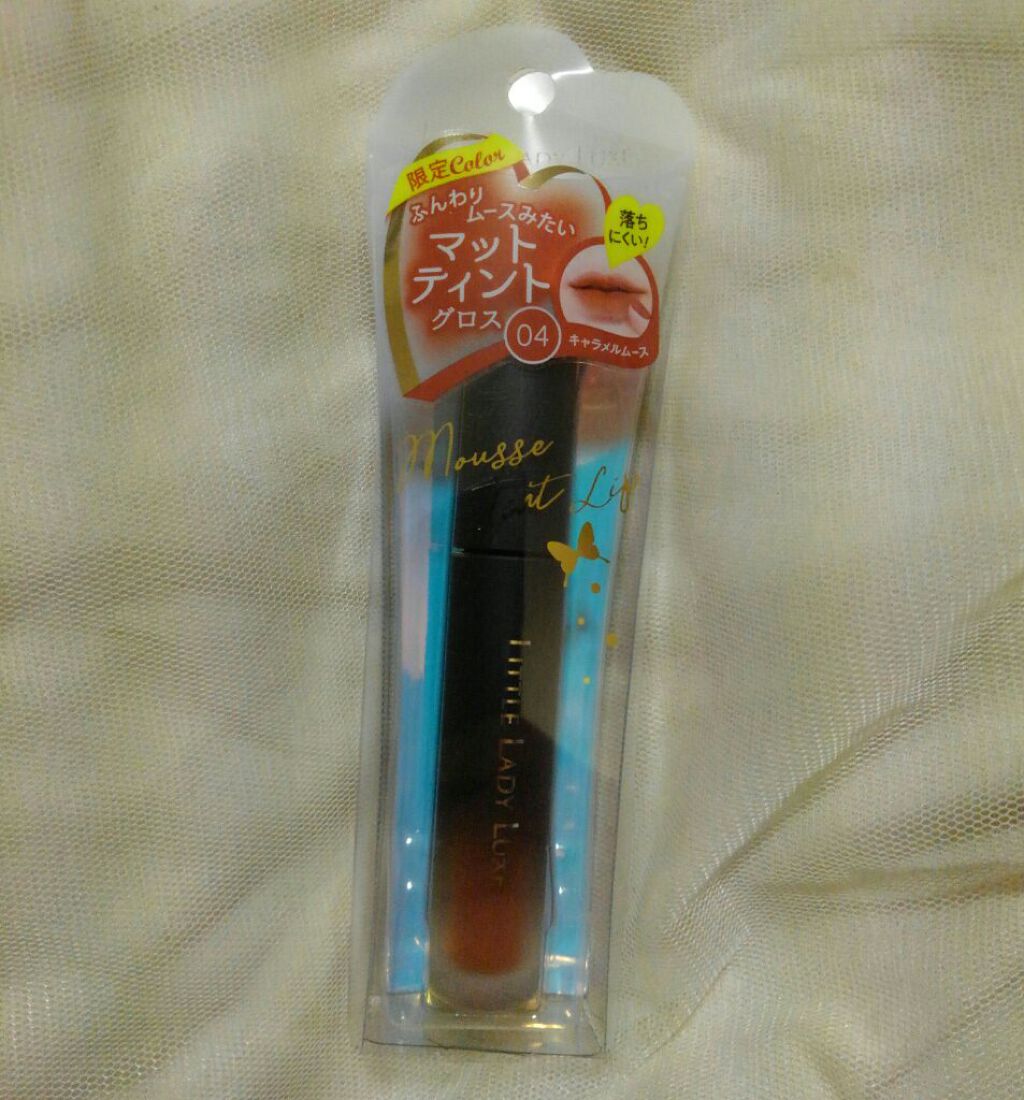 限定Color
ふんわり
ムースみたい
マット
ティント
グロス
04
落ち
にくい!
キャラメルムース
Mousse
LITTLE LADY LUXE